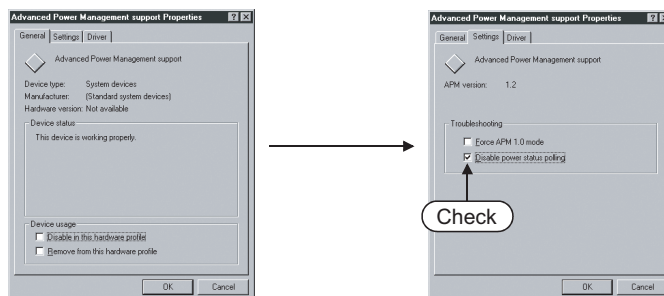 Advanced Power Management support Properties
General Settings Driver
Advanced Power Management support
Device type: System devices
Manufacturer: (Standard system devices)
Hardware version: Not available
Device status
This device is working properly.
Device usage
Disable in this hardware profile
Remove from this hardware profile
OK Cancel
Advanced Power Management support Properties
General Settings Driver
Advanced Power Management support
APM version: 1.2
Troubleshooting
Force APM 1.0 mode
Disable power status polling
Check
OK Cancel